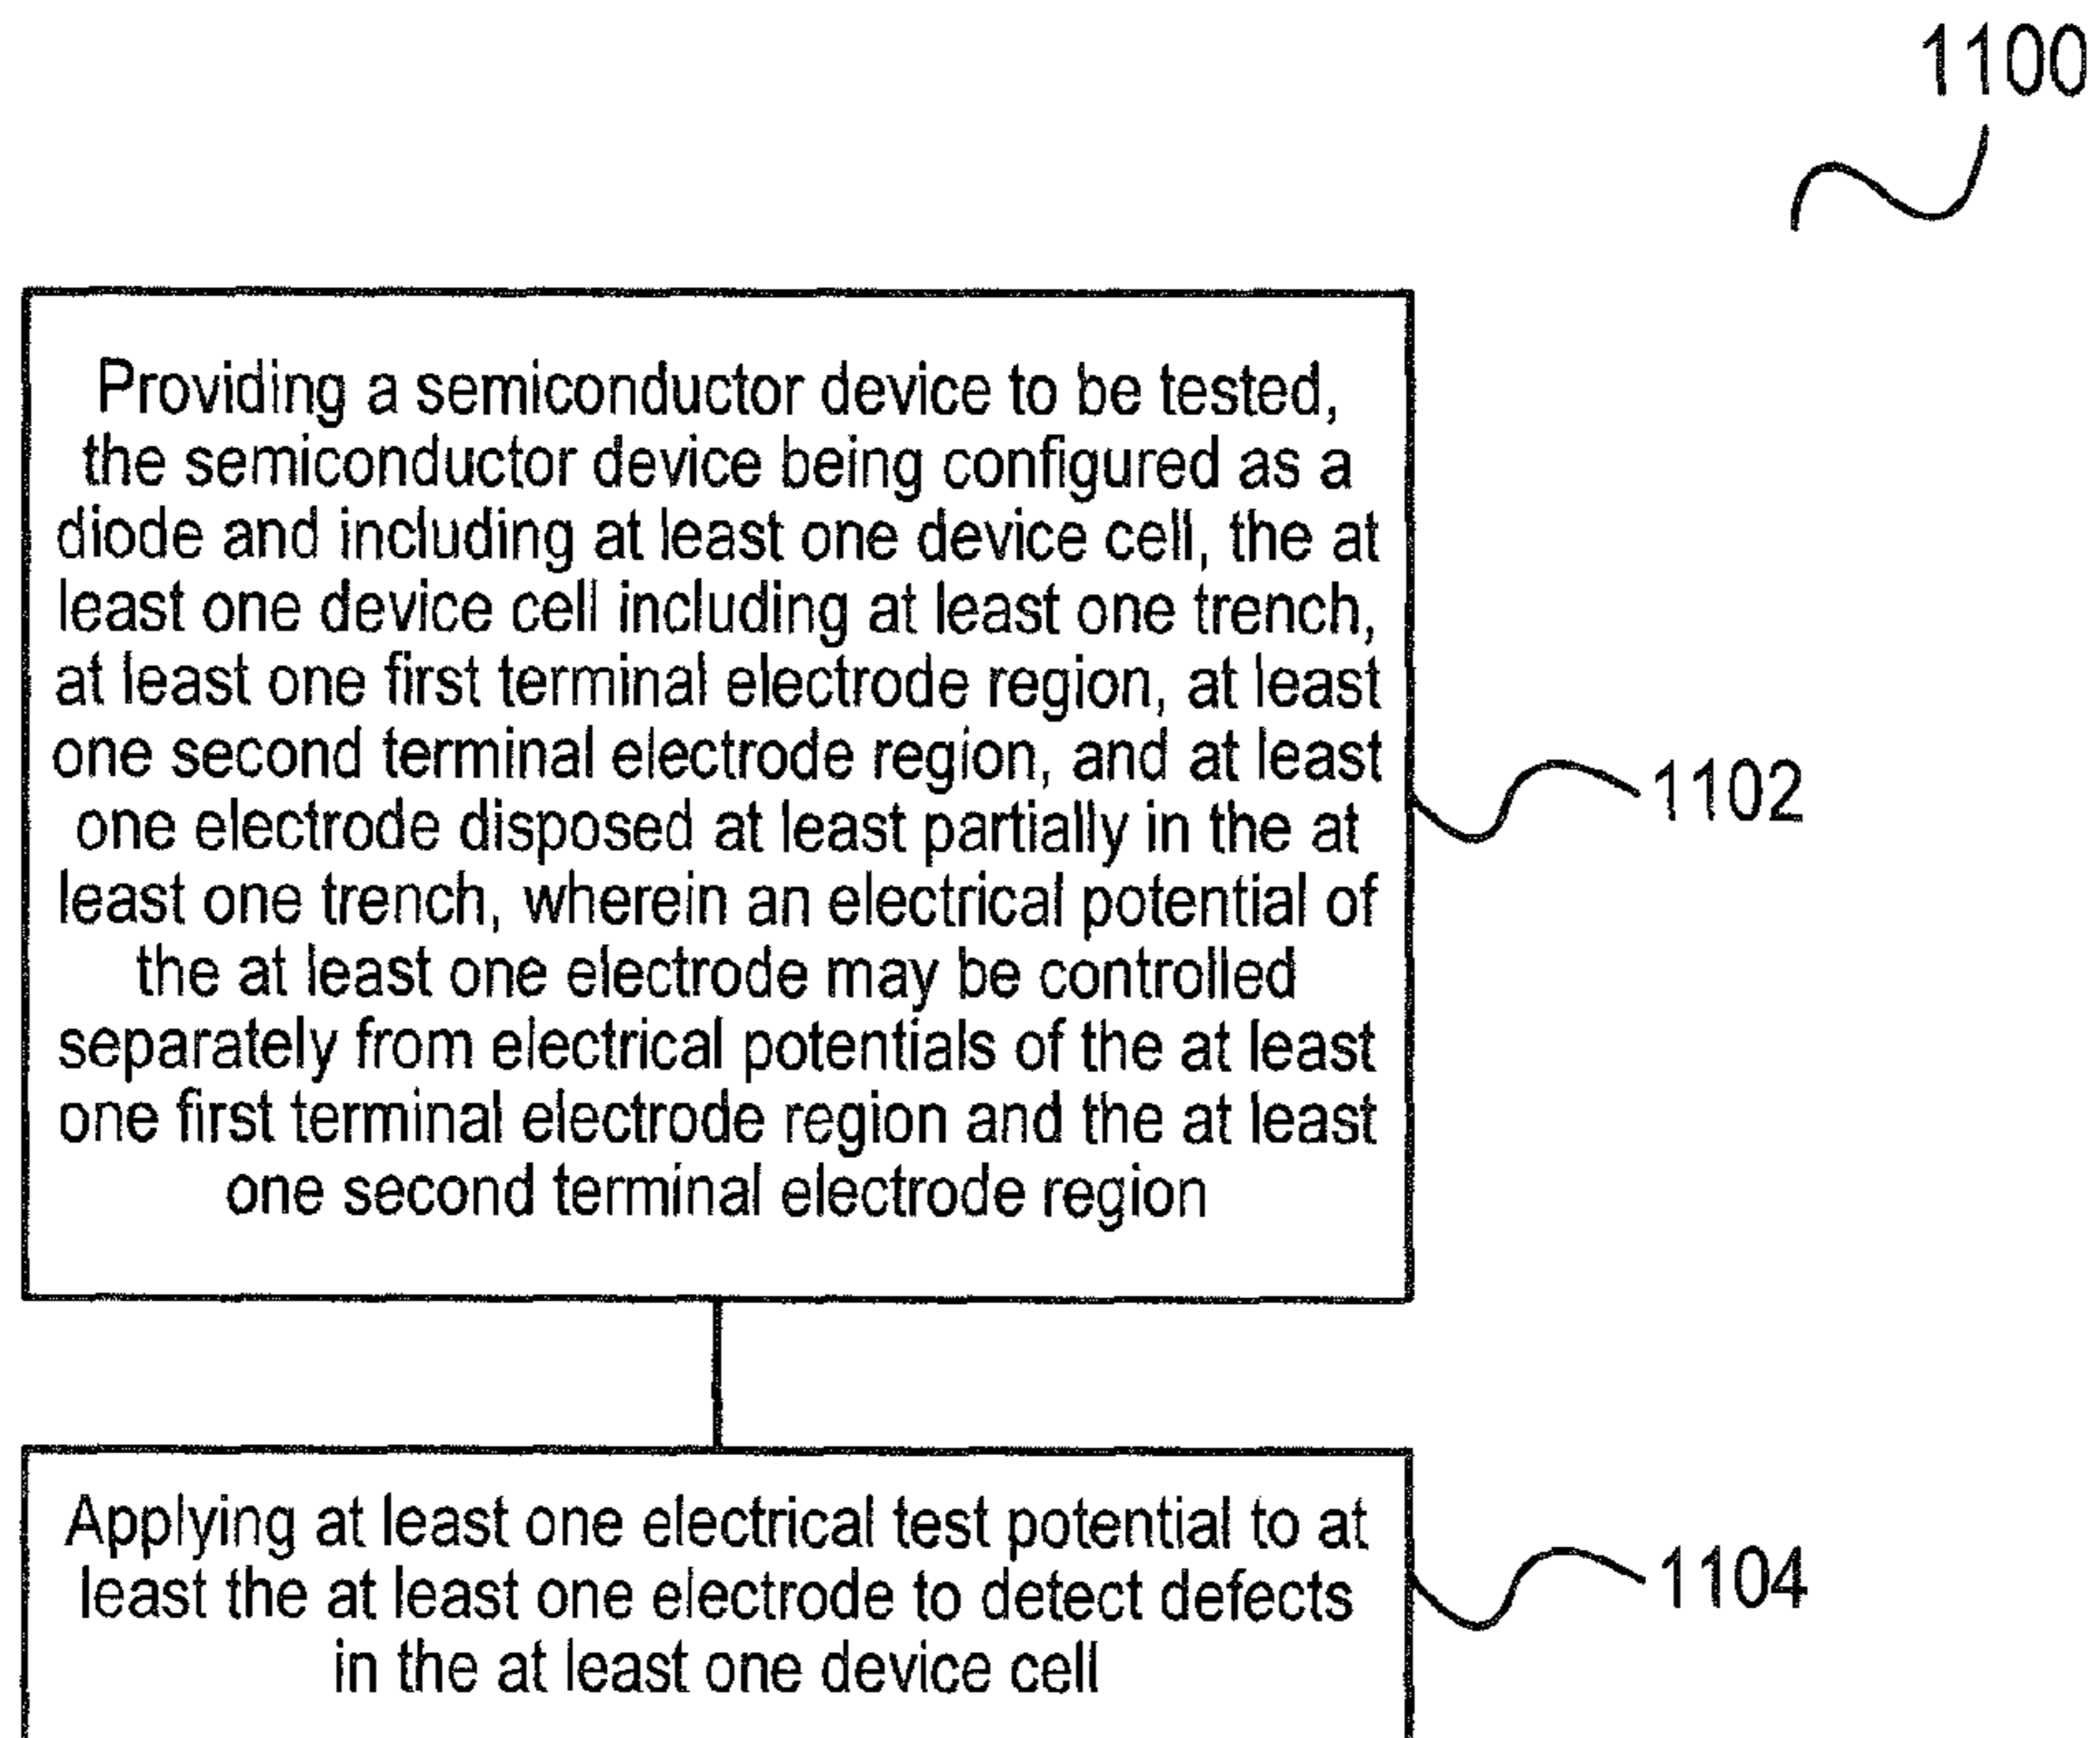 1100
Providing a semiconductor device to be tested,
the semiconductor device being configured as a
diode and including at least one device cell, the at
least one device cell including at least one trench,
at least one first terminal electrode region, at least
one second terminal electrode region, and at least
one electrode disposed at least partially in the at
least one trench, wherein an electrical potential of
the at least one electrode may be controlled
separately from electrical potentials of the at least
one first terminal electrode region and the at least
one second terminal electrode region
1102
Applying at least one electrical test potential to at
least the at least one electrode to detect defects
in the at least one device cell
1104